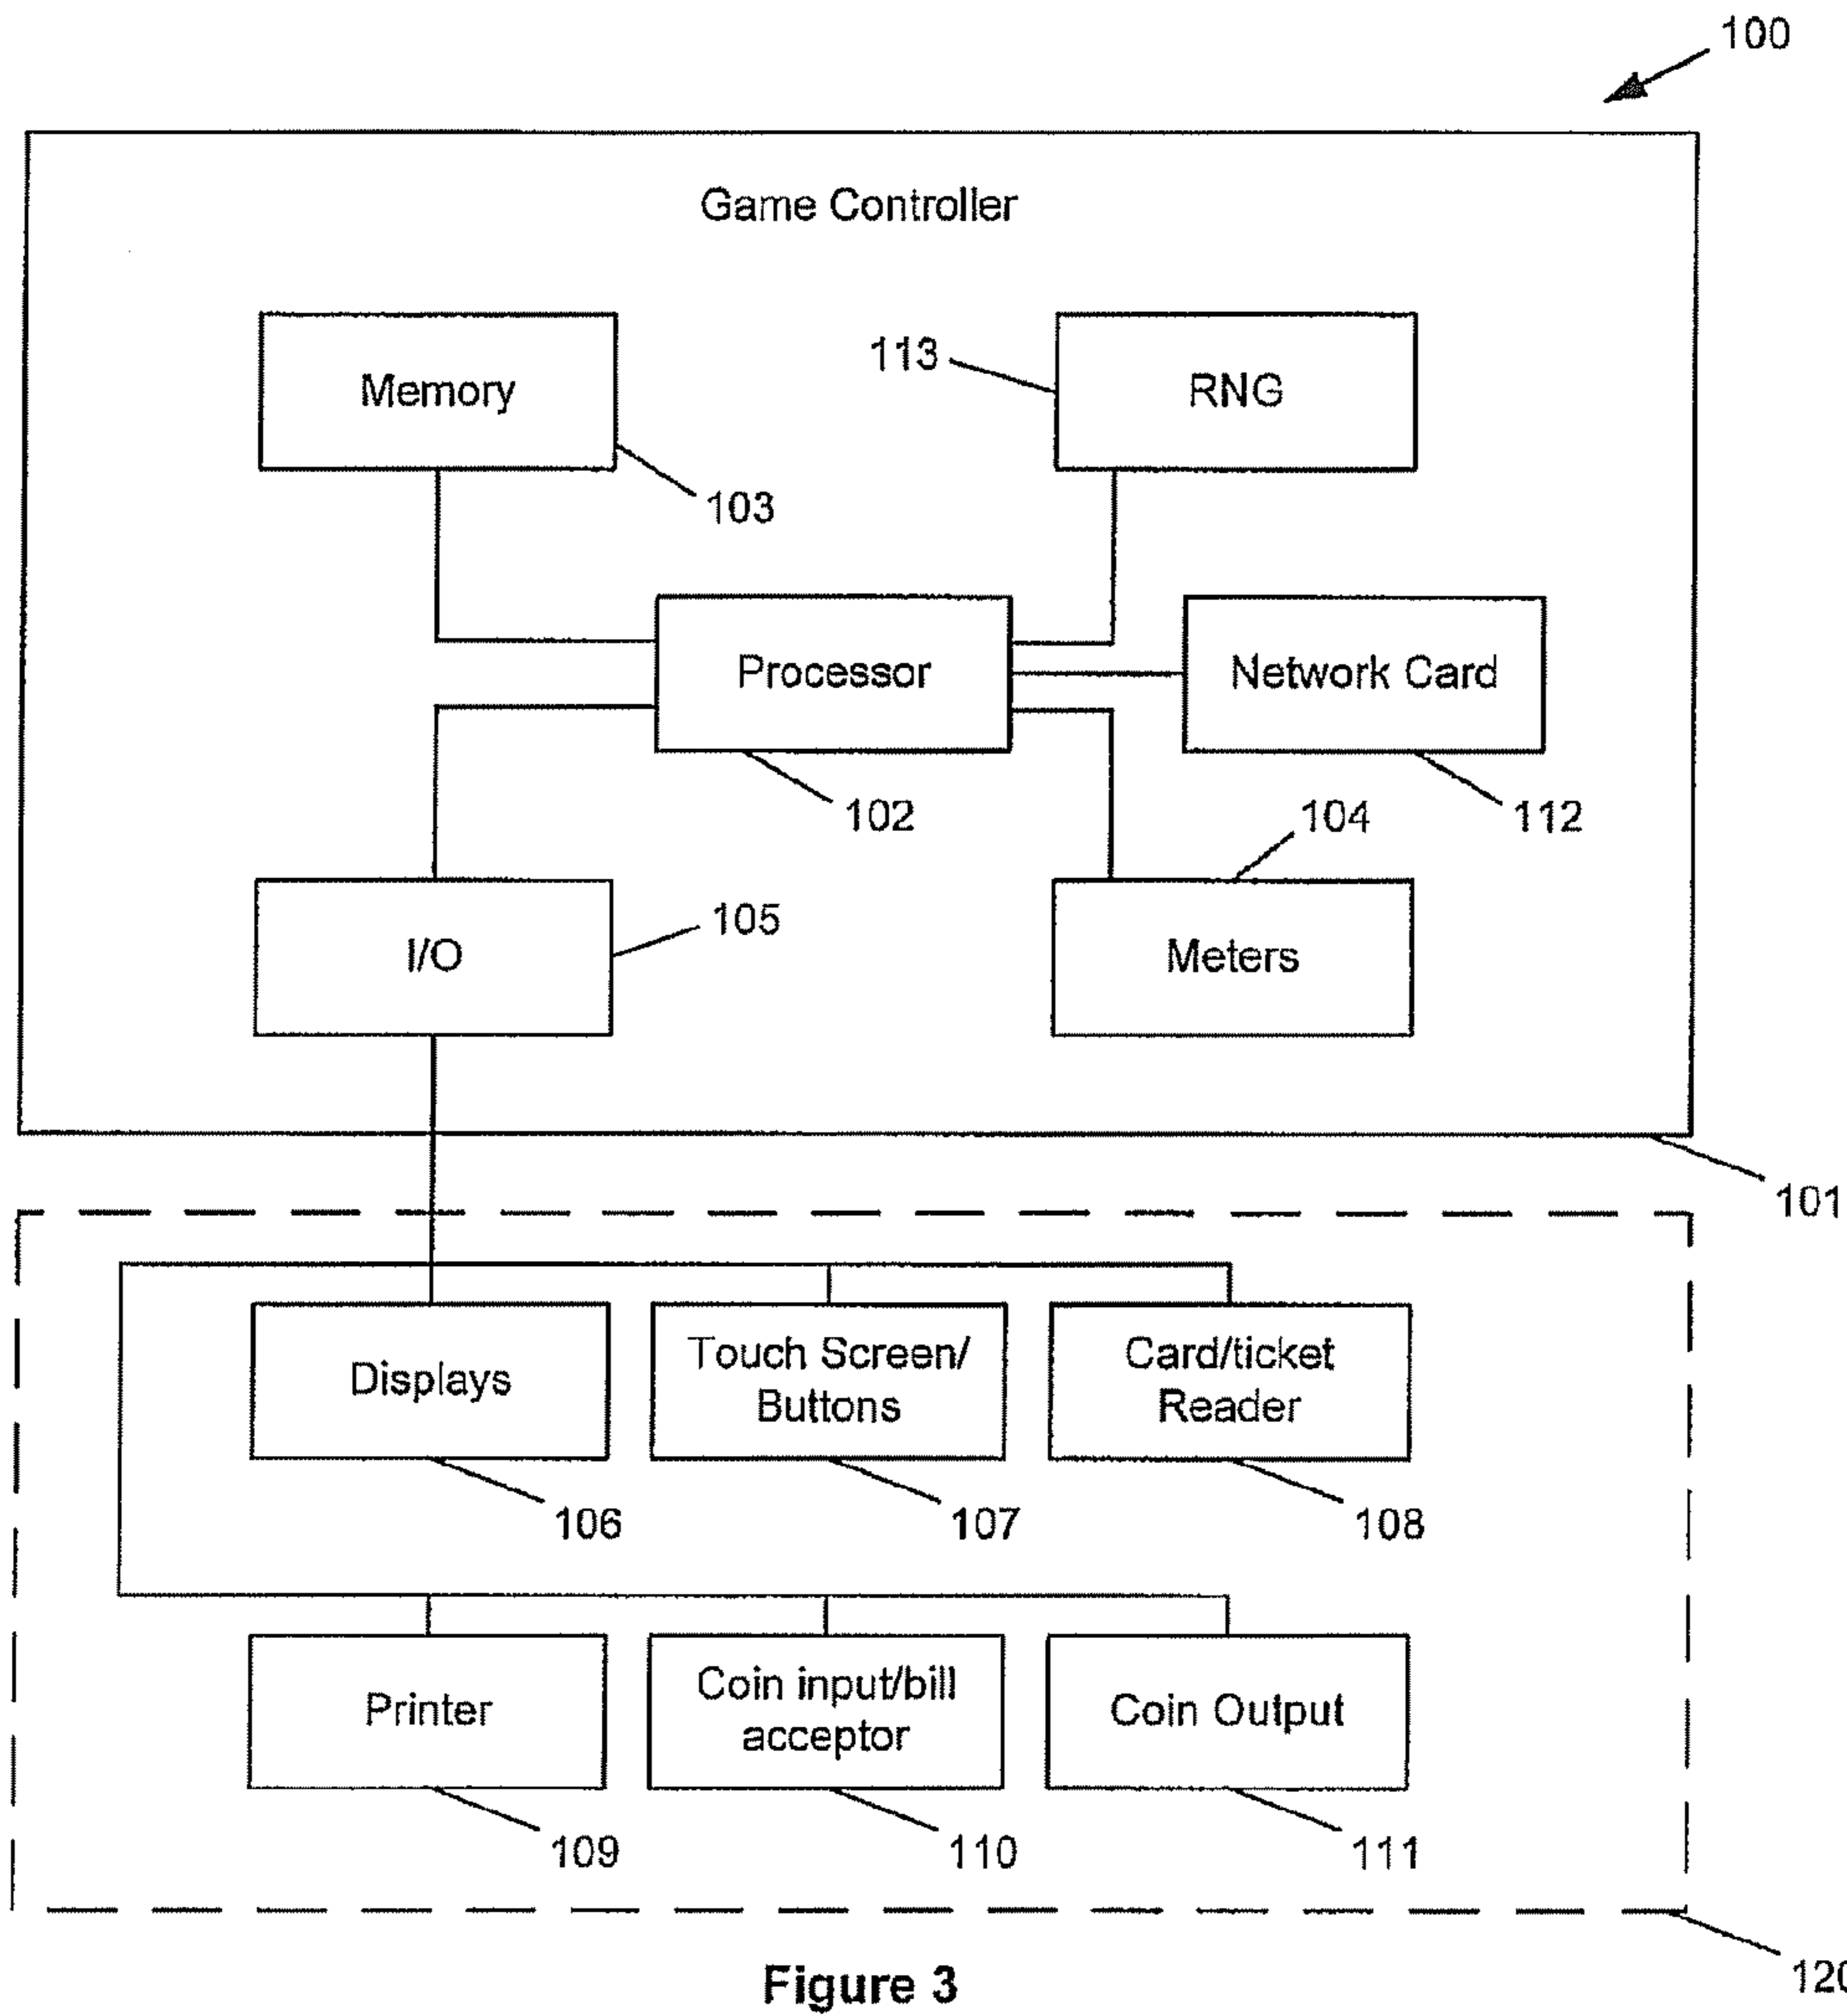 100
Game Controller
Memory
113
RNG
103
Processor
Network Card
102
104
112
I/O
105
Meters
101
Displays
Touch Screen/
Buttons
Card/ticket
Reader
106
107
108
Printer
Coin input/bill
acceptor
Coin Output
109
110
111
120
Figure 3